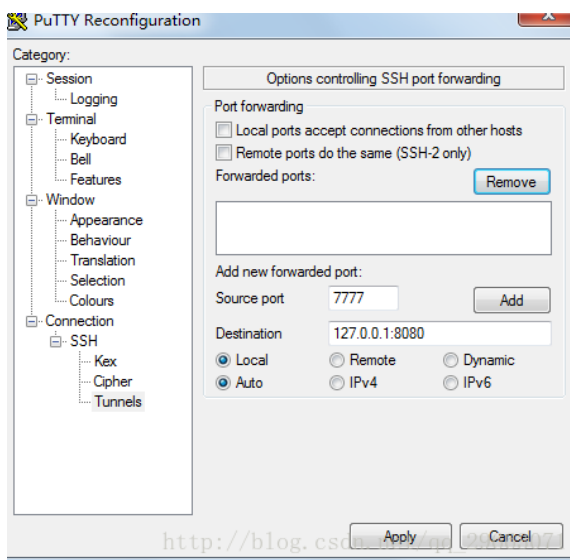 PuTTY Reconfiguration
Category:
Session
Logging
Terminal
Keyboard
Bell
Features
Window
Appearance
Behaviour
Translation
Selection
Colours
Connection
SSH
Kex
Cipher
Tunnels
Options controlling SSH port forwarding
Port forwarding
Local ports accept connections from other hosts
Remote ports do the same (SSH-2 only)
Forwarded ports:
Remove
Add new forwarded port:
Source port 7777 Add
Destination 127.0.0.1:8080
Local Remote Dynamic
Auto IPv4 IPv6
Apply Cancel